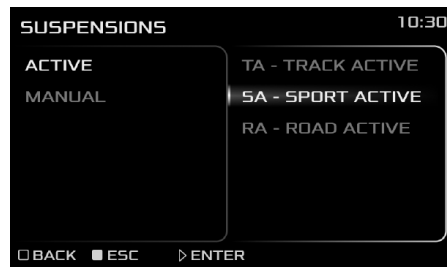 SUSPENSIONS 10:30
ACTIVE
MANUAL
TA - TRACK ACTIVE
SA - SPORT ACTIVE
RA - ROAD ACTIVE
BACK ESC ENTER